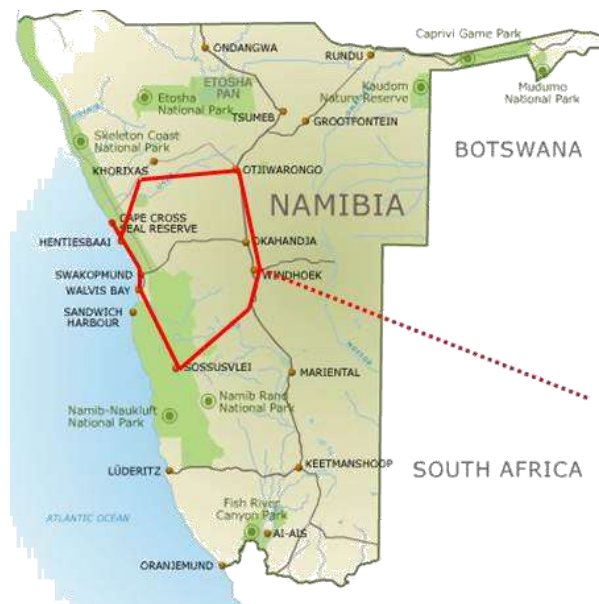 Caprivi Game Park
ONDANGWA
RUNDU
ETOSHA
PAN
Etosha
National Park
Kaudom
Nature Reserve
Mudumo
National Park
TSUMEB
GROOTFONTEIN
Skeleton Coast
National Park
BOTSWANA
KHORIXAS
OTJIWARONGO
NAMIBIA
CAPE CROSS
SEAL RESERVE
HENTIESBAAI
OKAHANDJA
SWAKOPMUND
WINDHOEK
WALVIS BAY
SANDWICH
HARBOUR
SOSSUSVLEI
MARIENTAL
Namib Rand
National Park
Namib-Naukluft
National Park
LÜDERITZ
KEETMANSHOOP
SOUTH AFRICA
Fish River
Canyon Park
ATLANTIC OCEAN
AI-AIS
ORANJEMUND